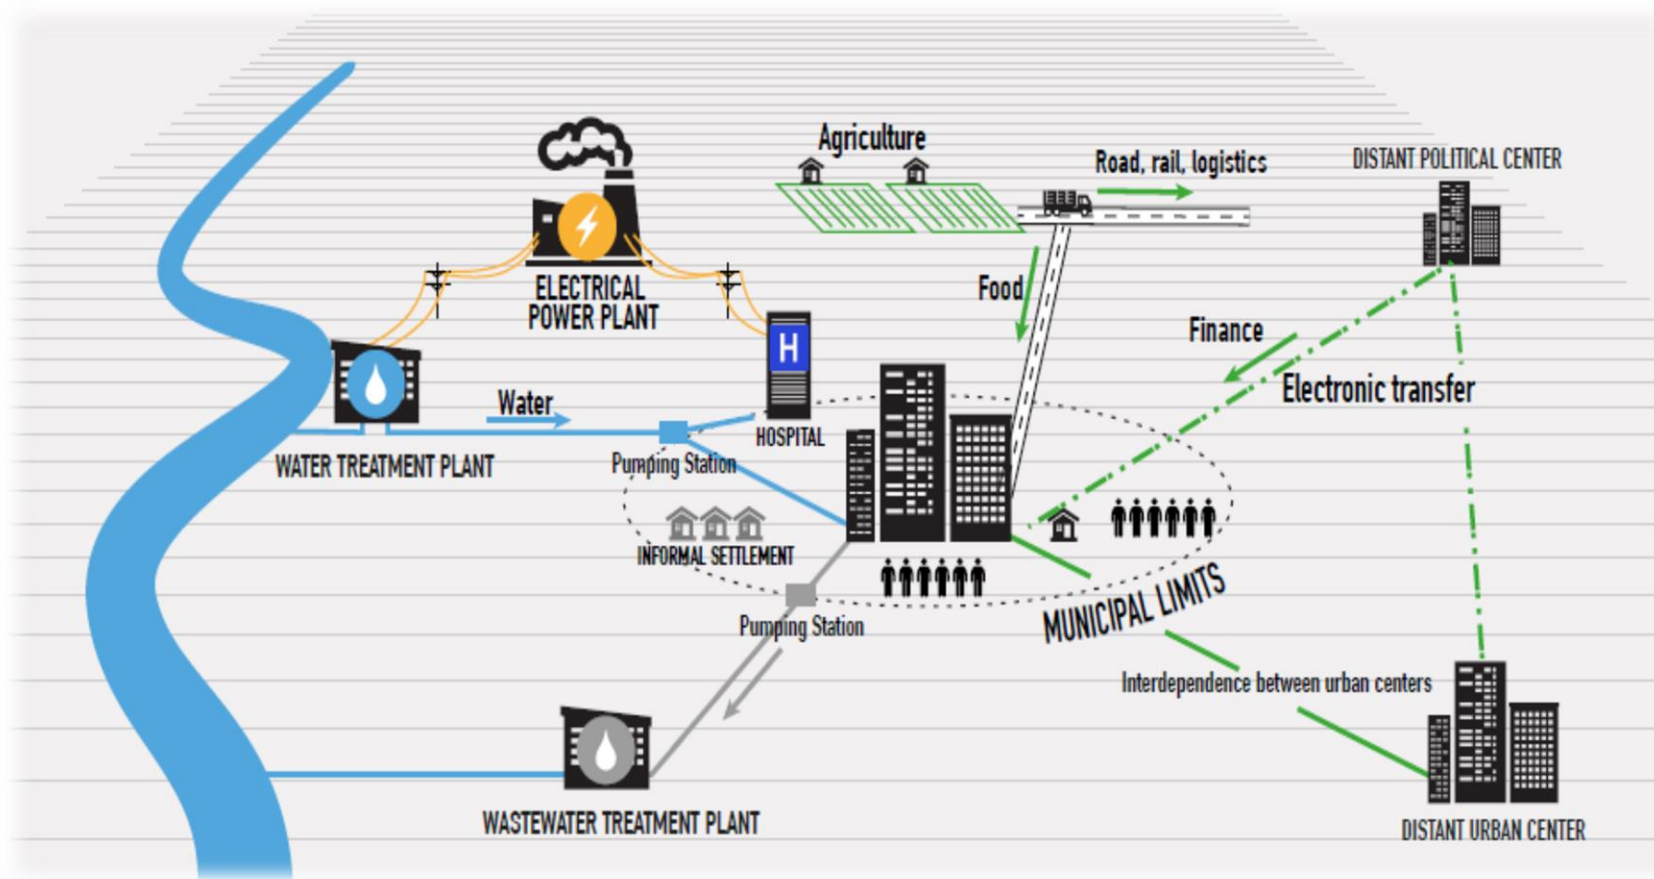 Agriculture
Road, rail, logistics
DISTANT POLITICAL CENTER
ELECTRICAL
POWER PLANT
Food
Finance
H
Electronic transfer
Water
HOSPITAL
WATER TREATMENT PLANT
Pumping Station
INFORMAL SETTLEMENT
MUNICIPAL LIMITS
Pumping Station
Interdependence between urban centers
WASTEWATER TREATMENT PLANT
DISTANT URBAN CENTER